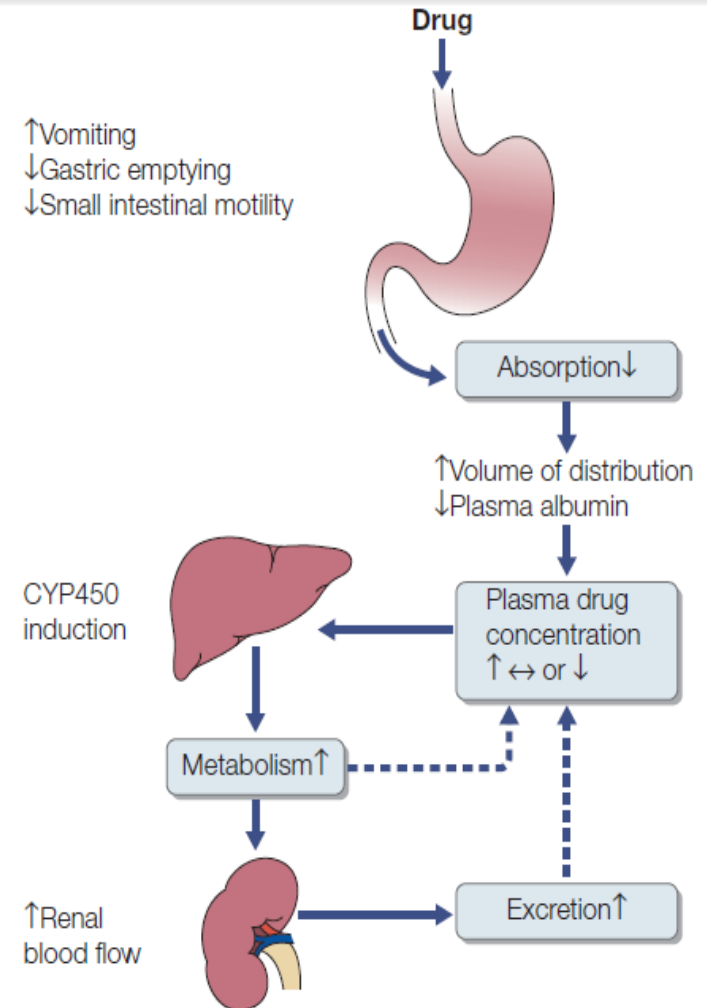 Drug
↑Vomiting
↓Gastric emptying
↓Small intestinal motility
Absorption↓
↑Volume of distribution
↓Plasma albumin
CYP450
induction
Plasma drug
concentration
↑ ↔ or ↓
Metabolism↑
↑Renal
blood flow
Excretion↑